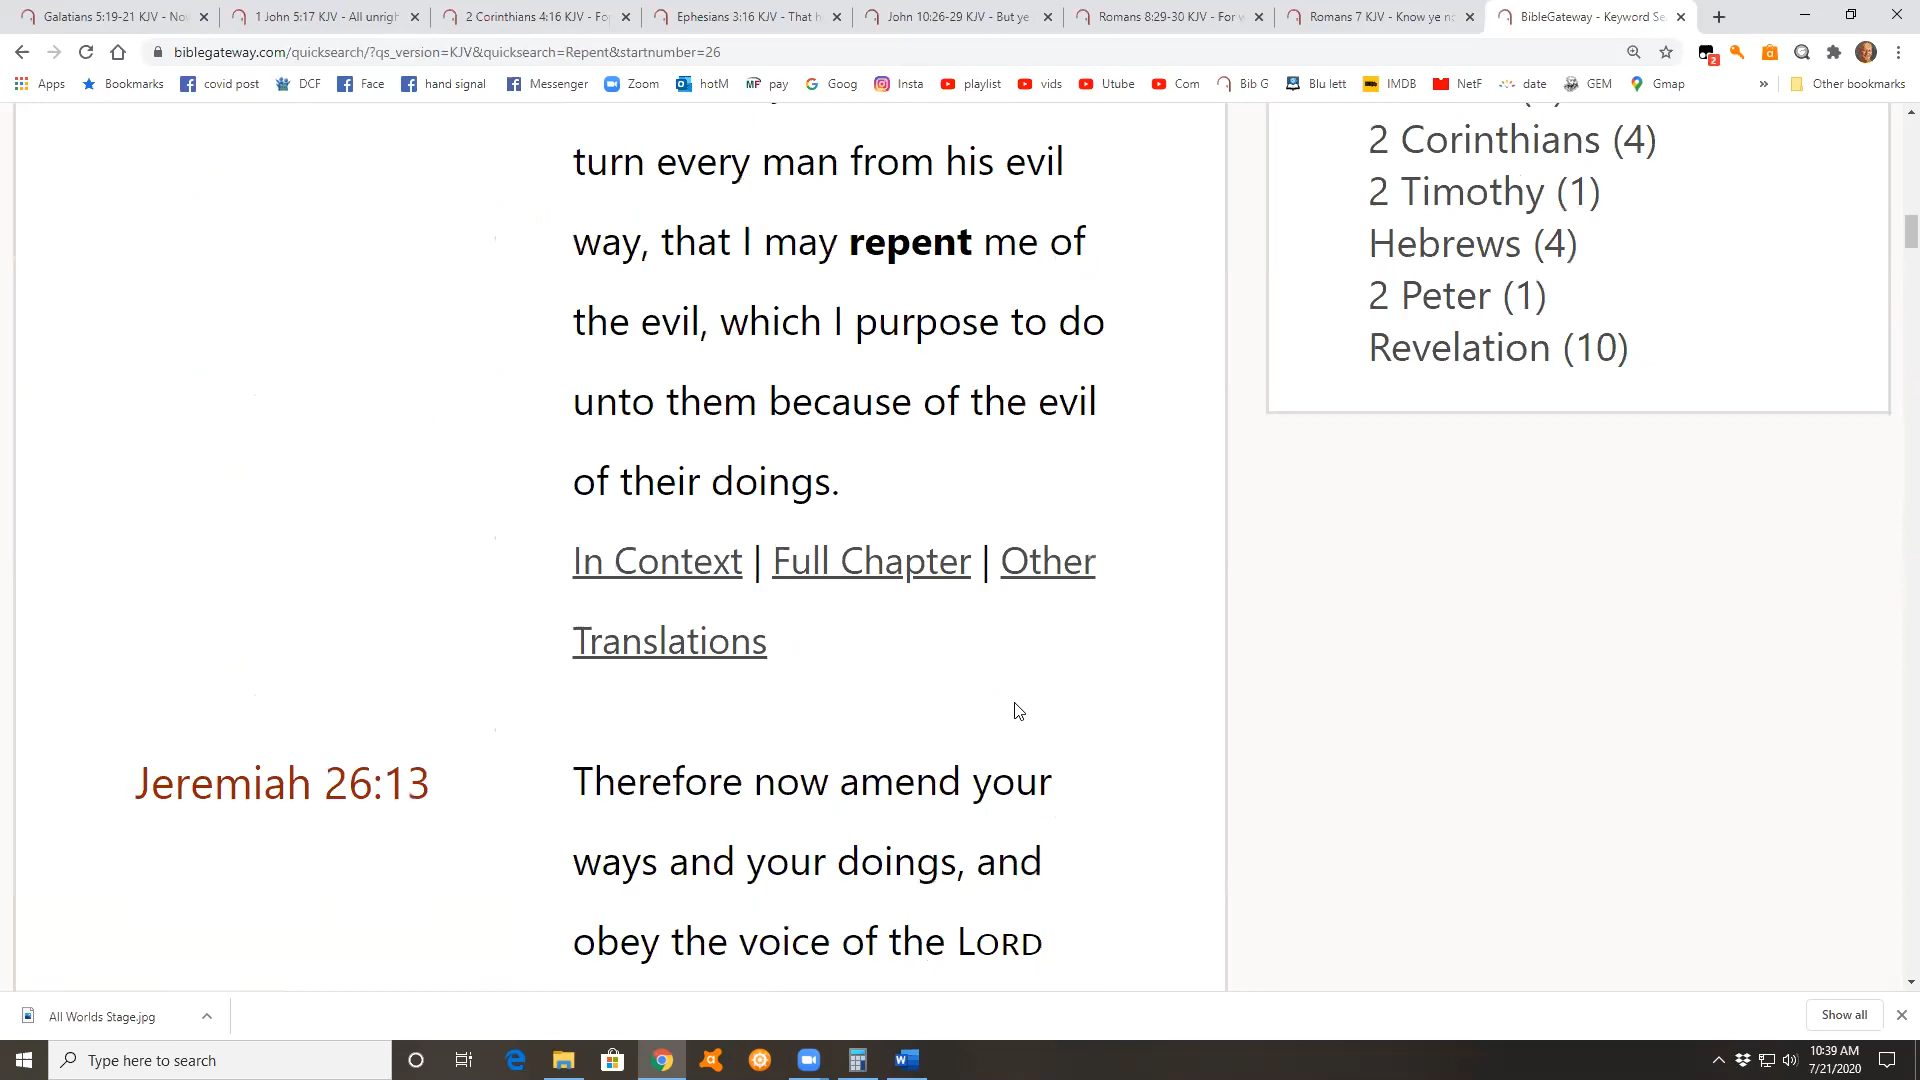 Galatians 5:19-21 KJV - Nov
1 John 5:17 KJV - All unrigh
2 Corinthians 4:16 KJV - Fo
Ephesians 3:16 KJV - That h
John 10:26-29 KJV - But ye
Romans 8:29-30 KJV - For w
Romans 7 KJV - Know ye n
BibleGateway - Keyword Se
biblegateway.com/quicksearch/?qs_version=KJV&quicksearch=Repent&startnumber=26
2
Apps
Bookmarks
covid post
DCF
Face
hand signal
Messenger
Zoom
hotM
MF pay
Goog
Insta
playlist
vids
Utube
Com
Bib G
Blu lett
IMDB
NetF
date
GEM
Gmap
»
Other bookmarks
turn every man from his evil
way, that I may repent me of
the evil, which I purpose to do
unto them because of the evil
of their doings.
In Context | Full Chapter | Other
Translations
Jeremiah 26:13
Therefore now amend your
ways and your doings, and
obey the voice of the LORD
2 Corinthians (4)
2 Timothy (1)
Hebrews (4)
2 Peter (1)
Revelation (10)
All Worlds Stage.jpg
Show all
Type here to search
10:39 AM
7/21/2020